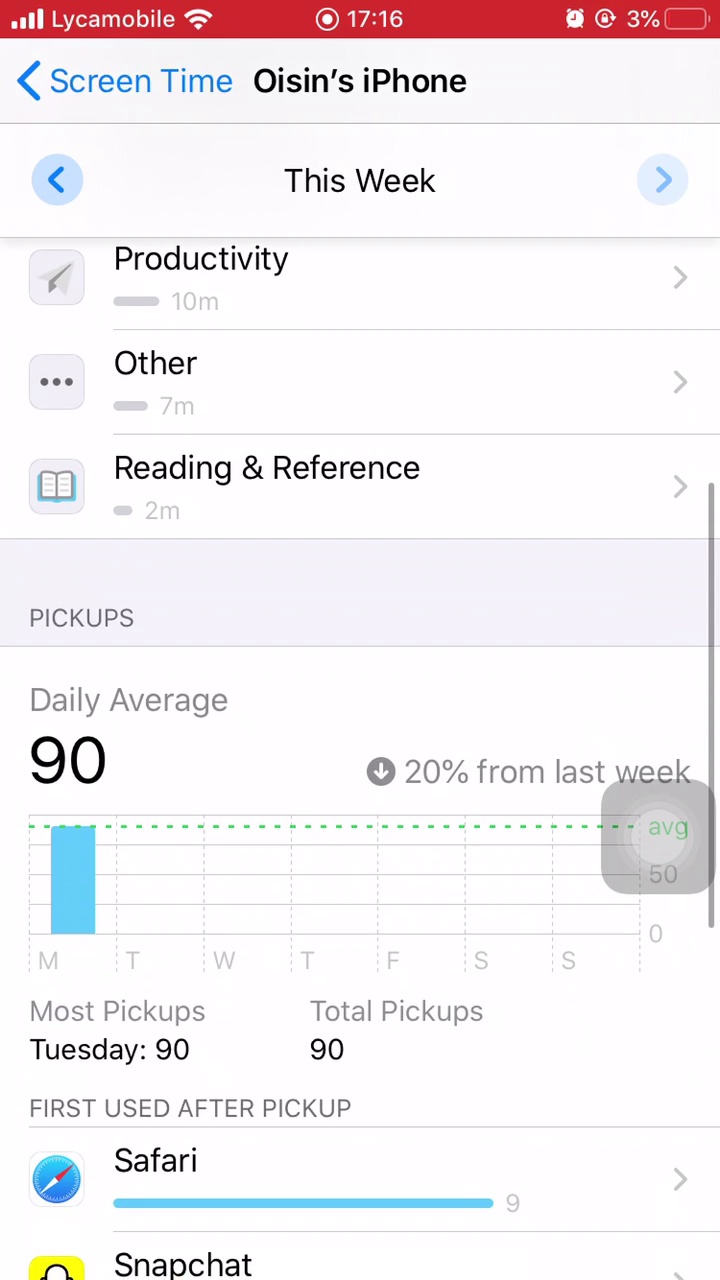 Lycamobile 17:16 3%
Screen Time Oisin's iPhone
This Week
Productivity
10m
Other
7m
Reading & Reference
2m
PICKUPS
Daily Average
90
20% from last week
avg
50
0
M T W T F S S
Most Pickups Total Pickups
Tuesday: 90 90
FIRST USED AFTER PICKUP
Safari
9
Snapchat